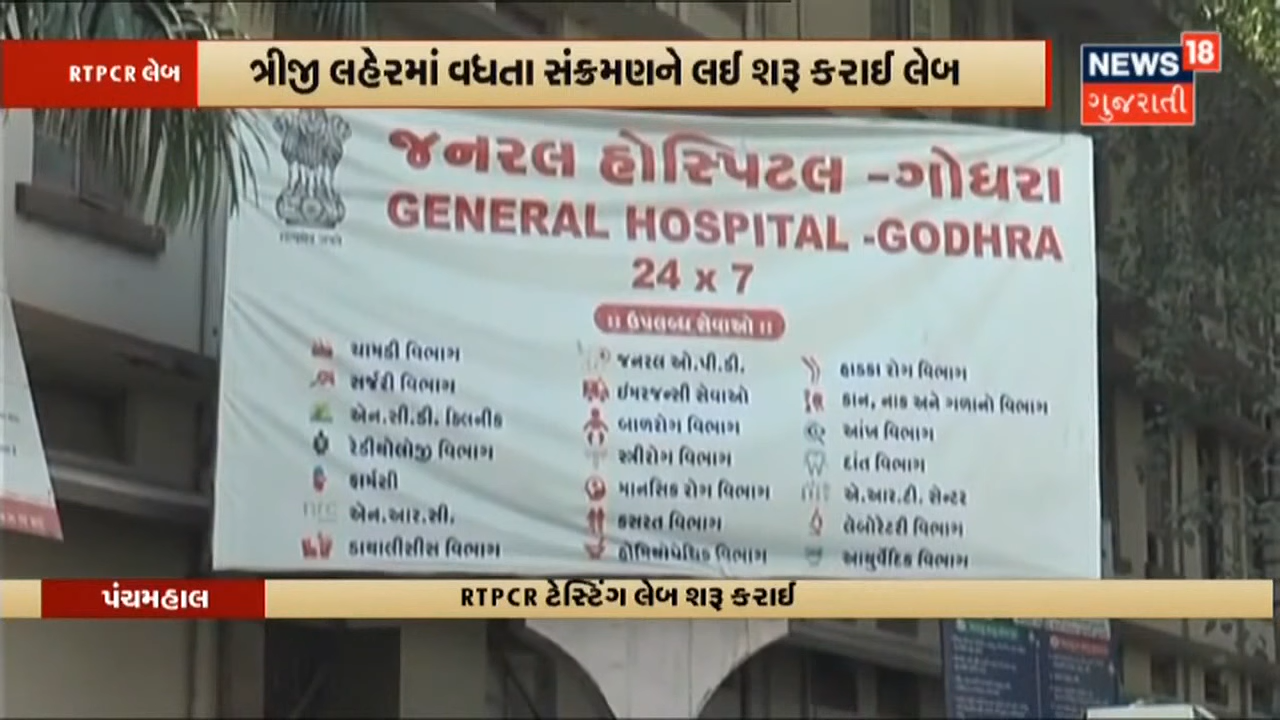 RTPCR લેબ
ત્રીજી લહેરમાં વધતા સંક્રમણને લઈ શરૂ કરાઈ લેબ
NEWS 18
ગુજરાતી
જનરલ હોસ્પિટલ -ગોધરા
GENERAL HOSPITAL -GODHRA
24 x 7
:: ઉપલબ્ધ સેવાઓ ::
ચામડી વિભાગ
સર્જરી વિભાગ
એન.સી.ડી. ક્લિનીક
રેડીયોલોજી વિભાગ
ફાર્મસી
એન.આર.સી.
ડાયાલીસીસ વિભાગ
જનરલ ઓ.પી.ડી.
ઈમરજન્સી સેવાઓ
બાળરોગ વિભાગ
સ્ત્રીરોગ વિભાગ
માનસિક રોગ વિભાગ
કસરત વિભાગ
હોમિયોપેથિક વિભાગ
હાડકા રોગ વિભાગ
કાન, નાક અને ગળાનો વિભાગ
આંખ વિભાગ
દાંત વિભાગ
એ.આર.ટી. સેન્ટર
લેબોરેટરી વિભાગ
આયુર્વેદિક વિભાગ
પંચમહાલ
RTPCR ટેસ્ટિંગ લેબ શરૂ કરાઈ